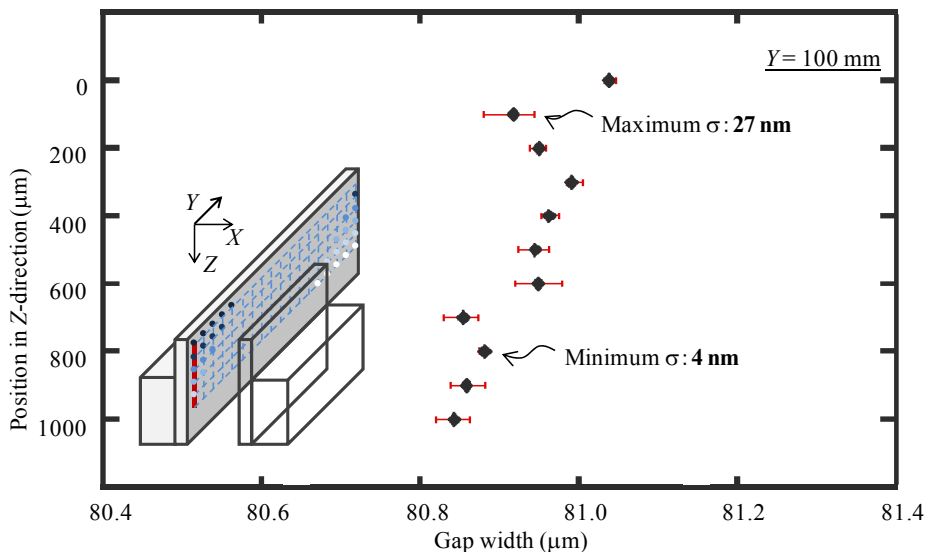 Y = 100 mm
0
Maximum σ: 27 nm
200
Y
400
X
Z
600
800
Minimum σ: 4 nm
1000
Position in Z-direction (μm)
80.4 80.6 80.8 81.0 81.2 81.4
Gap width (μm)